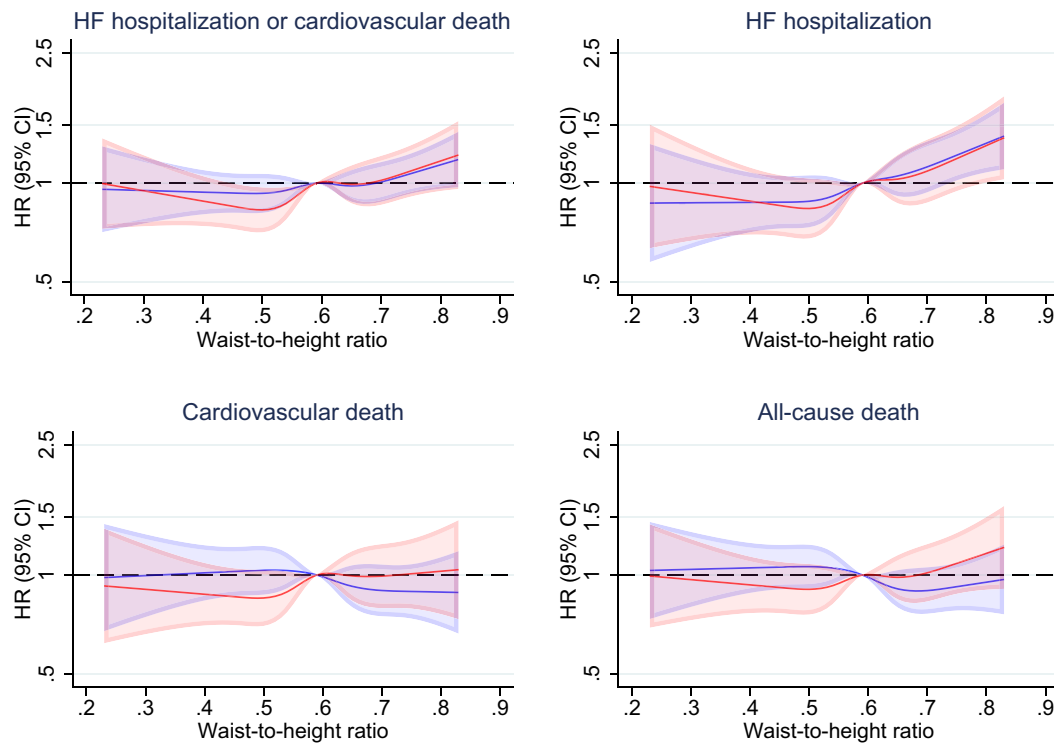 HF hospitalization or cardiovascular death
HR (95% CI)
2.5
1.5
1
.5
.2 .3 .4 .5 .6 .7 .8 .9
Waist-to-height ratio
HF hospitalization
HR (95% CI)
2.5
1.5
1
.5
.2 .3 .4 .5 .6 .7 .8 .9
Waist-to-height ratio
Cardiovascular death
HR (95% CI)
2.5
1.5
1
.5
.2 .3 .4 .5 .6 .7 .8 .9
Waist-to-height ratio
All-cause death
HR (95% CI)
2.5
1.5
1
.5
.2 .3 .4 .5 .6 .7 .8 .9
Waist-to-height ratio